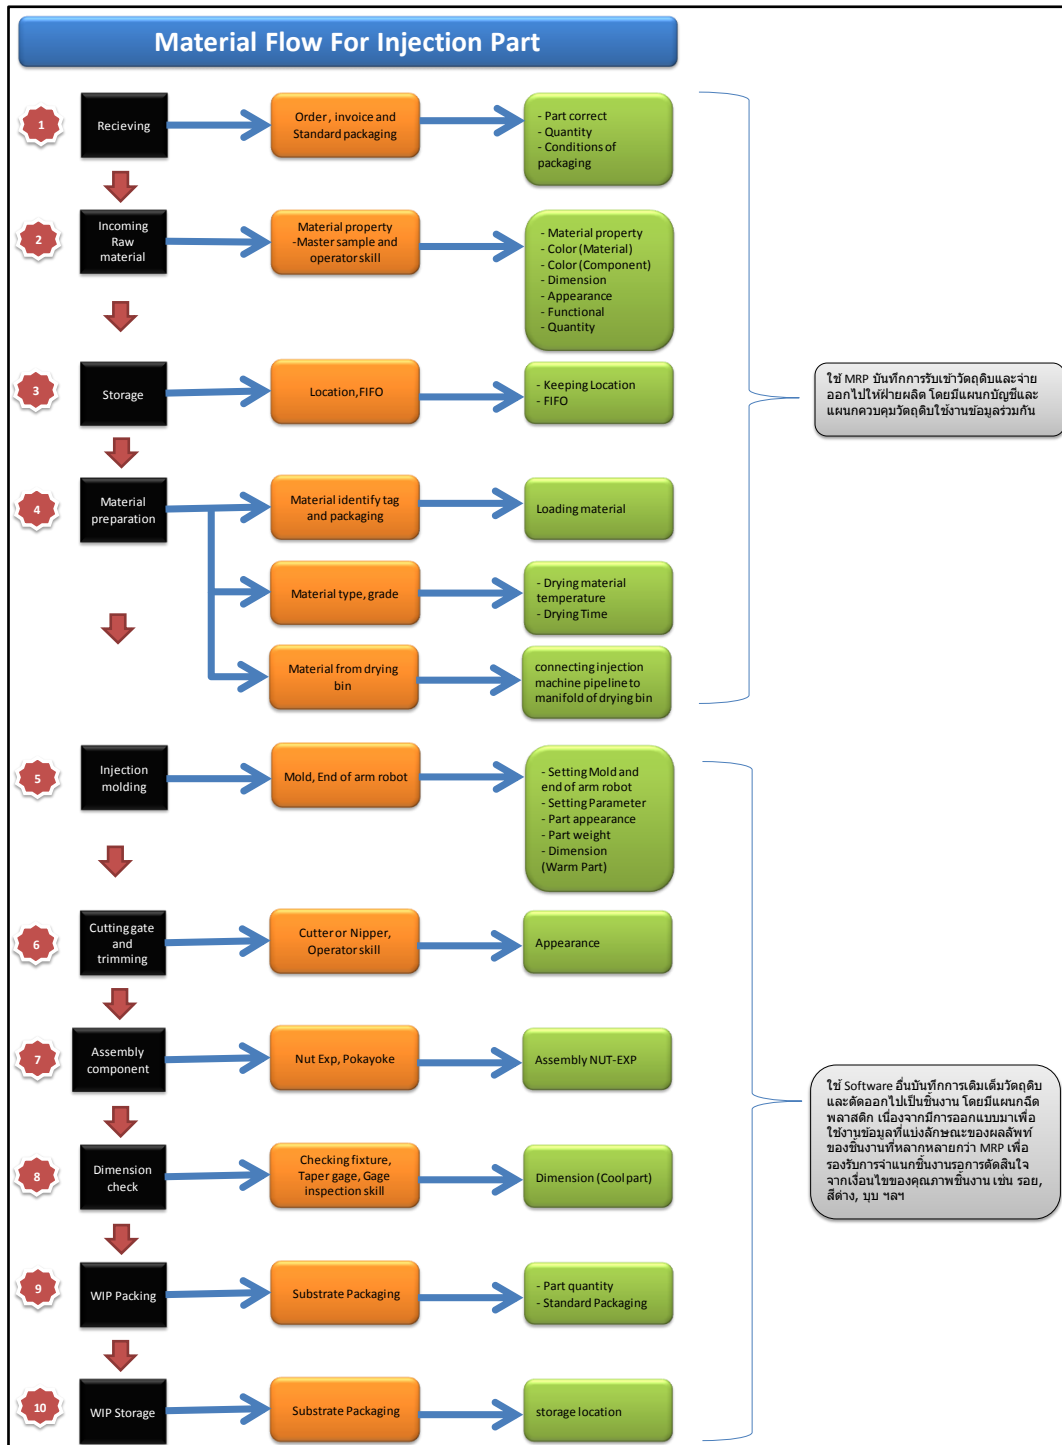 Material Flow For Injection Part
1
Recieving
Order , invoice and
Standard packaging
- Part correct
- Quantity
- Conditions of
packaging
2
Incoming
Raw
material
Material property
-Master sample and
operator skill
- Material property
- Color (Material)
- Color (Component)
- Dimension
- Appearance
- Functional
- Quantity
3
Storage
Location,FIFO
- Keeping Location
- FIFO
ใช้ MRP บันทึกการรับเข้าวัตถุดิบและจ่าย
ออกไปให้ฝ่ายผลิต โดยมีแผนกบัญชีและ
แผนกควบคุมวัตถุดิบใช้งานข้อมูลร่วมกัน
4
Material
preparation
Material identify tag
and packaging
Loading material
Material type, grade
- Drying material
temperature
- Drying Time
Material from drying
bin
connecting injection
machine pipeline to
manifold of drying bin
5
Injection
molding
Mold, End of arm robot
- Setting Mold and
end of arm robot
- Setting Parameter
- Part appearance
- Part weight
- Dimension
(Warm Part)
6
Cutting gate
and
trimming
Cutter or Nipper,
Operator skill
Appearance
7
Assembly
component
Nut Exp, Pokayoke
Assembly NUT-EXP
ใช้ Software อื่นบันทึกการเติมเต็มวัตถุดิบ
และตัดออกไปเป็นชิ้นงาน โดยมีแผนกฉีด
พลาสติก เนื่องจากมีการออกแบบมาเพื่อ
ใช้งานข้อมูลที่แบ่งลักษณะของผลลัพท์
ของชิ้นงานที่หลากหลายกว่า MRP เพื่อ
รองรับการจำแนกชิ้นงานรอการตัดสินใจ
จากเงื่อนไขของคุณภาพชิ้นงาน เช่น รอย,
สีต่าง, บุบ ฯลฯ
8
Dimension
check
Checking fixture,
Taper gage, Gage
inspection skill
Dimension (Cool part)
9
WIP Packing
Substrate Packaging
- Part quantity
- Standard Packaging
10
WIP Storage
Substrate Packaging
storage location